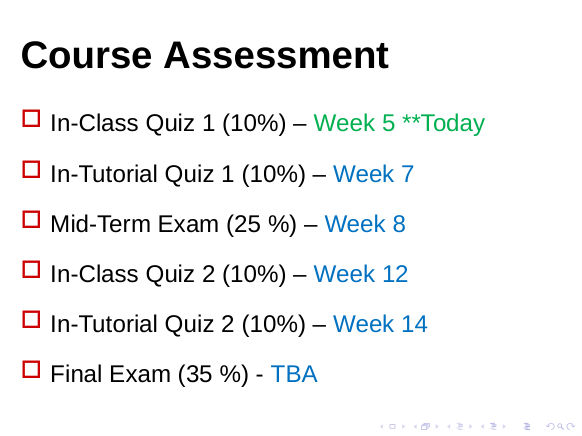 Course Assessment
In-Class Quiz 1 (10%) – Week 5 **Today
In-Tutorial Quiz 1 (10%) – Week 7
Mid-Term Exam (25 %) – Week 8
In-Class Quiz 2 (10%) – Week 12
In-Tutorial Quiz 2 (10%) – Week 14
Final Exam (35 %) - TBA